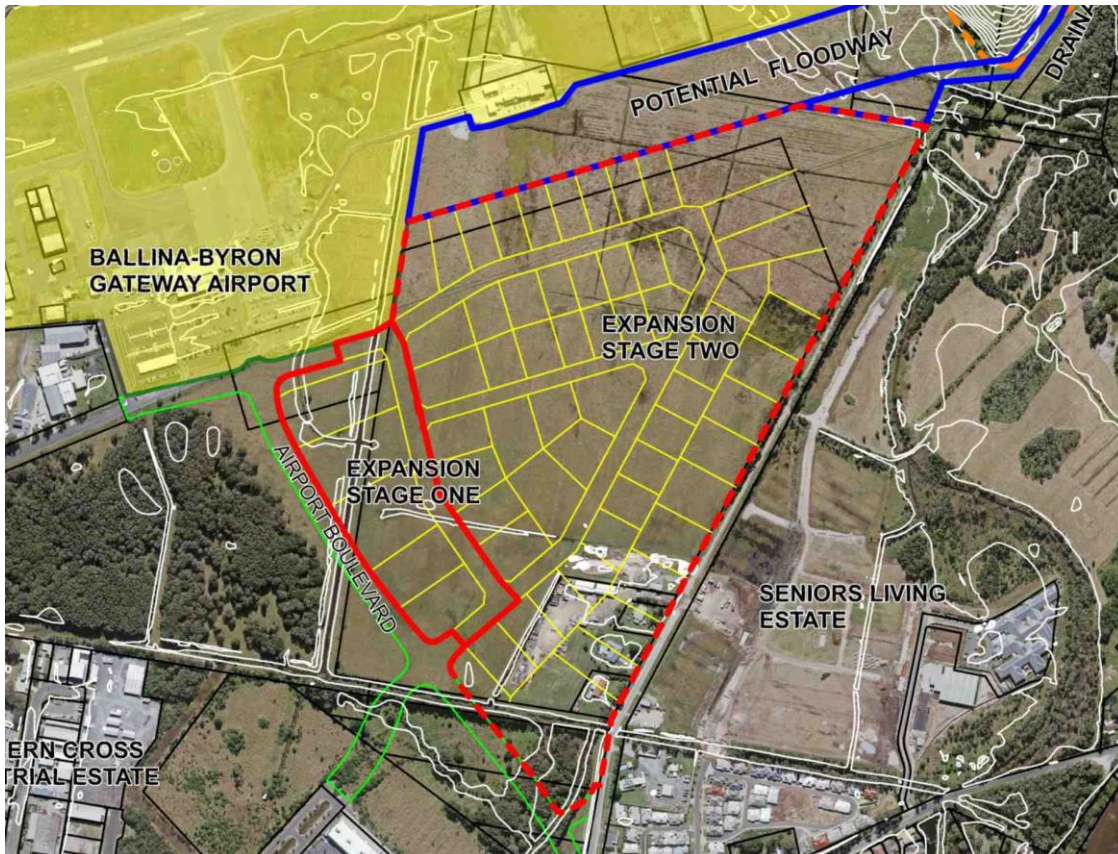 POTENTIAL FLOODWAY
DRAINA
BALLINA-BYRON
GATEWAY AIRPORT
EXPANSION
STAGE TWO
EXPANSION
STAGE ONE
AIRPORT BOULEVARD
SENIORS LIVING
ESTATE
ERN CROSS
TRIAL ESTATE